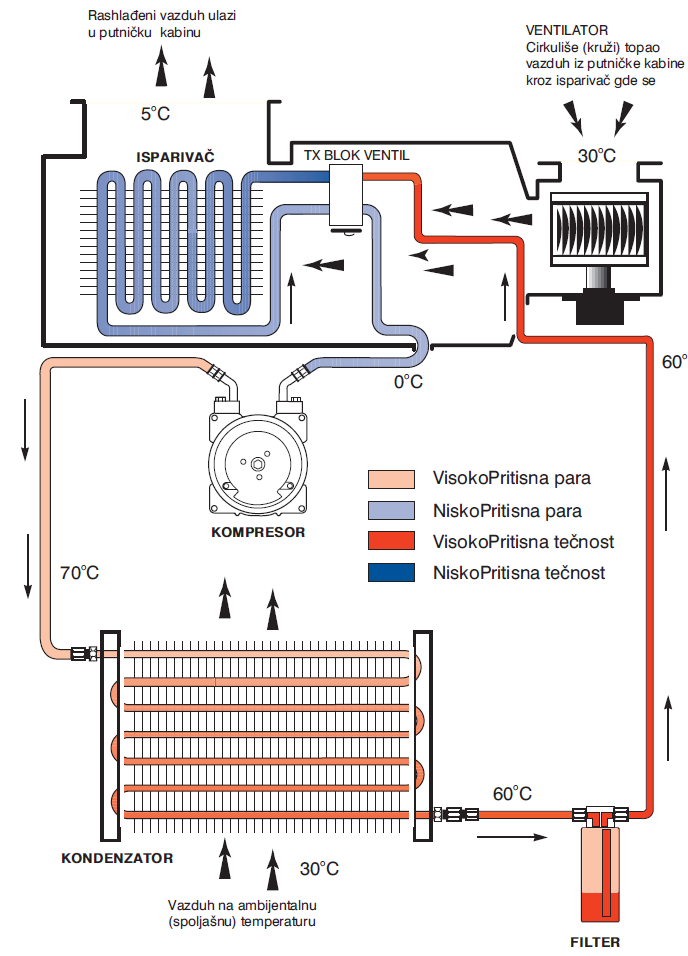 Rashlađeni vazduh ulazi
u putničku kabinu
VENTILATOR
Cirkuliše (kruži) topao
vazduh iz putničke kabine
kroz isparivač gde se
5°C
30°C
ISPARIVAČ
TX BLOK VENTIL
0°C
60°
VisokoPritisna para
NiskoPritisna para
VisokoPritisna tečnost
NiskoPritisna tečnost
KOMPRESOR
70°C
60°C
KONDENZATOR
30°C
Vazduh na ambijentalnu
(spoljašnu) temperaturu
FILTER